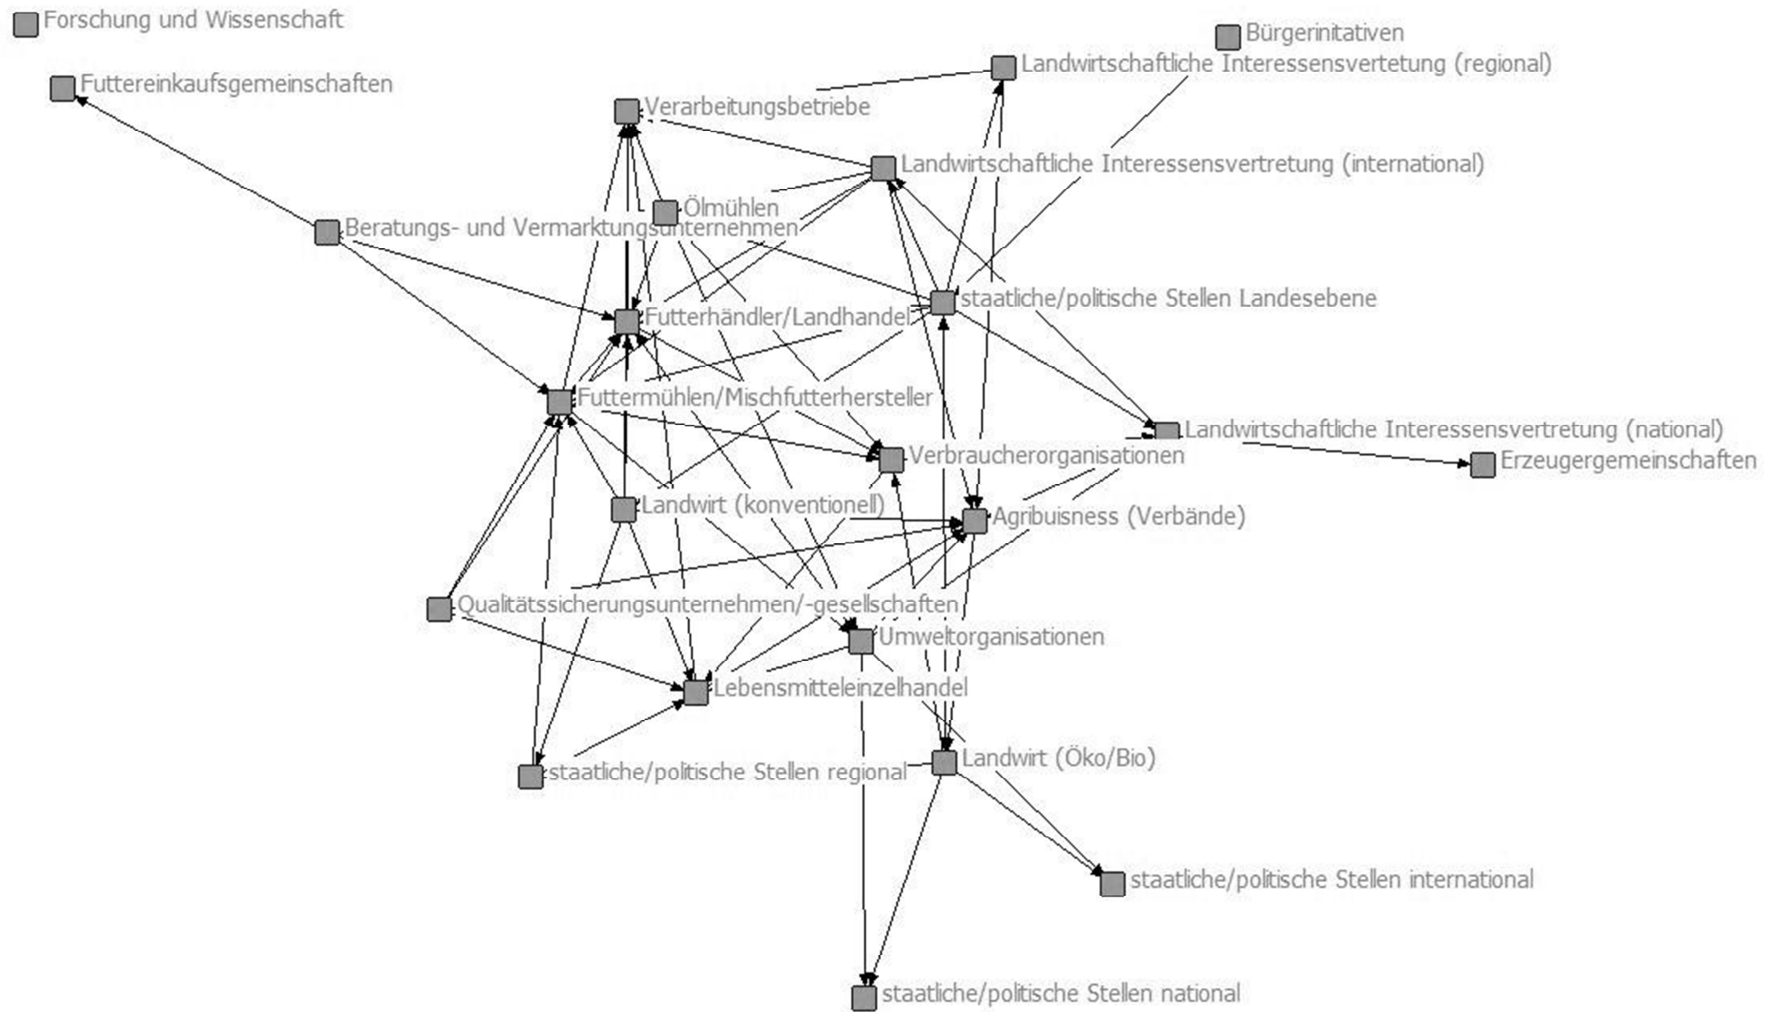 Forschung und Wissenschaft
Bürgerinitativen
Landwirtschaftliche Interessensvertetung (regional)
Futtereinkaufsgemeinschaften
Verarbeitungsbetriebe
Landwirtschaftliche Interessensvertretung (international)
Ölmühlen
Beratungs- und Vermarktungsunternehmen
staatliche/politische Stellen Landesebene
Futterhändler/Landhandel
Futtermühlen/Mischfutterhersteller
Landwirtschaftliche Interessensvertretung (national)
Verbraucherorganisationen
Erzeugergemeinschaften
Landwirt (konventionell)
Agribuisness (Verbände)
Qualitätssicherungsunternehmen/-gesellschaften
Umweltorganisationen
Lebensmitteleinzelhandel
Landwirt (Öko/Bio)
staatliche/politische Stellen regional
staatliche/politische Stellen international
staatliche/politische Stellen national